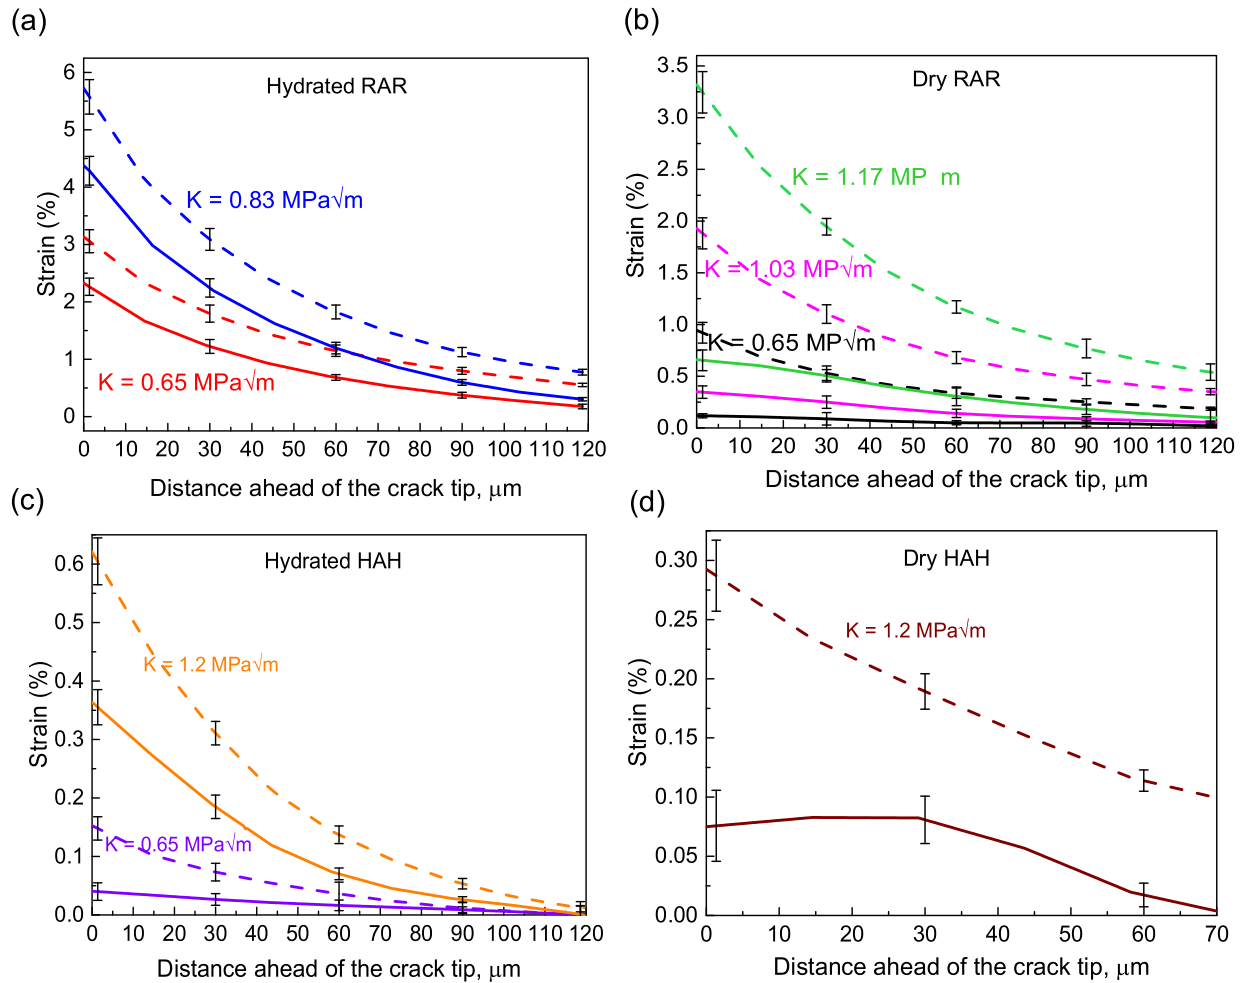 (a)
Hydrated RAR
6
5
4
3
2
1
0
Strain (%)
K = 0.83 MPa√m
K = 0.65 MPa√m
0 10 20 30 40 50 60 70 80 90 100 110 120
Distance ahead of the crack tip, μm
(b)
Dry RAR
3.5
3.0
2.5
2.0
1.5
1.0
0.5
0.0
Strain (%)
K = 1.17 MP m
K = 1.03 MP√m
K = 0.65 MP√m
0 10 20 30 40 50 60 70 80 90 100 110 120
Distance ahead of the crack tip, μm
(c)
Hydrated HAH
0.6
0.5
0.4
0.3
0.2
0.1
0.0
Strain (%)
K = 1.2 MPa√m
K = 0.65 MPa√m
0 10 20 30 40 50 60 70 80 90 100 110 120
Distance ahead of the crack tip, μm
(d)
Dry HAH
0.30
0.25
0.20
0.15
0.10
0.05
0.00
Strain (%)
K = 1.2 MPa√m
0 10 20 30 40 50 60 70
Distance ahead of the crack tip, μm